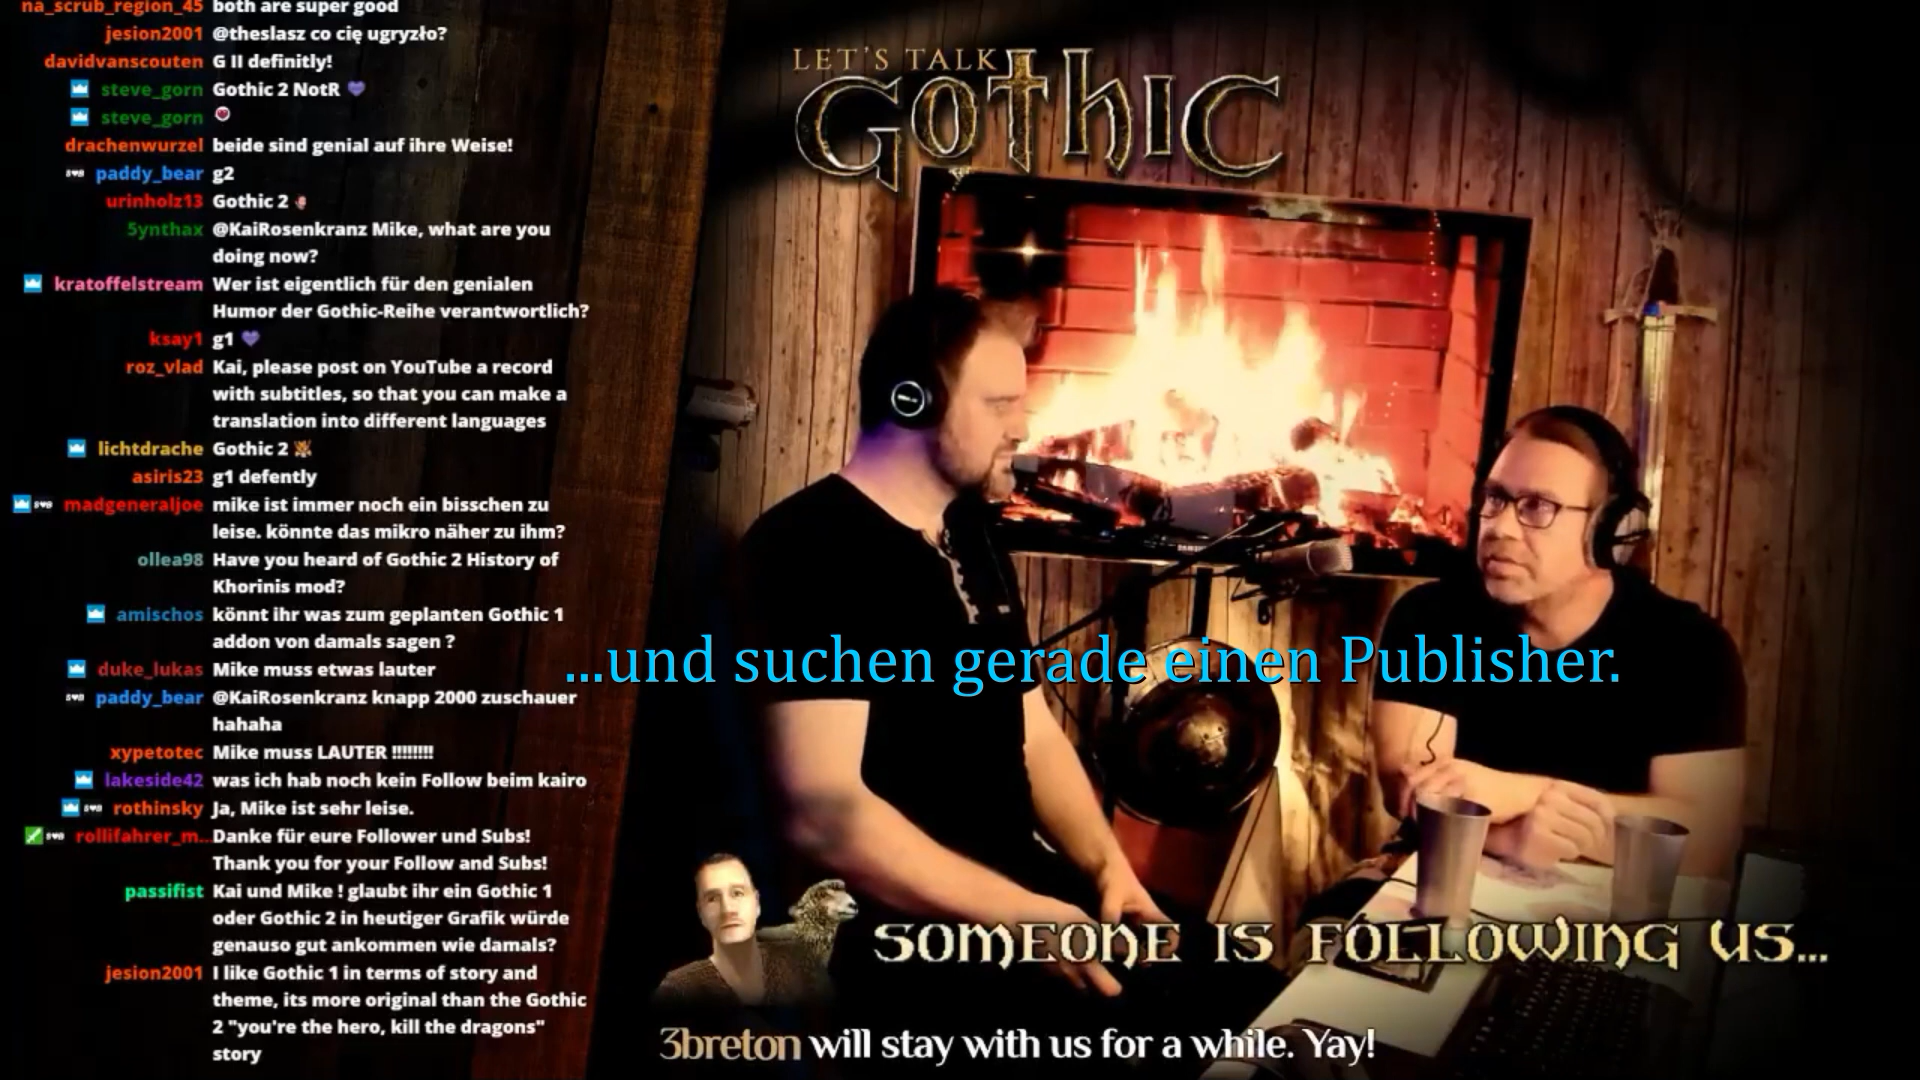 na_scrub_region_45 both are super good
jesion2001 @theslasz co cię ugryzło?
davidvanscouten G II definitly!
steve_gorn Gothic 2 NotR
steve_gorn
drachenwurzel beide sind genial auf ihre Weise!
paddy_bear g2
urinholz13 Gothic 2
5ynthax @KaiRosenkranz Mike, what are you
doing now?
kratoffelstream Wer ist eigentlich für den genialen
Humor der Gothic-Reihe verantwortlich?
ksay1 g1
roz_vlad Kai, please post on YouTube a record
with subtitles, so that you can make a
translation into different languages
lichtdrache Gothic 2
asiris23 g1 defently
madgeneraljoe mike ist immer noch ein bisschen zu
leise. könnte das mikro näher zu ihm?
ollea98 Have you heard of Gothic 2 History of
Khorinis mod?
amischos könnt ihr was zum geplanten Gothic 1
addon von damals sagen ?
duke_lukas Mike muss etwas lauter
paddy_bear @KaiRosenkranz knapp 2000 zuschauer
hahaha
xypetotec Mike muss LAUTER !!!!!!!!
lakeside42 was ich hab noch kein Follow beim kairo
rothinsky Ja, Mike ist sehr leise.
rollifahrer_m... Danke für eure Follower und Subs!
Thank you for your Follow and Subs!
passifist Kai und Mike ! glaubt ihr ein Gothic 1
oder Gothic 2 in heutiger Grafik würde
genauso gut ankommen wie damals?
jesion2001 I like Gothic 1 in terms of story and
theme, its more original than the Gothic
2 "you're the hero, kill the dragons"
story
LET'S TALK
GOTHIC
...und suchen gerade einen Publisher.
SOMEONE IS FOLLOWING US...
3breton will stay with us for a while. Yay!